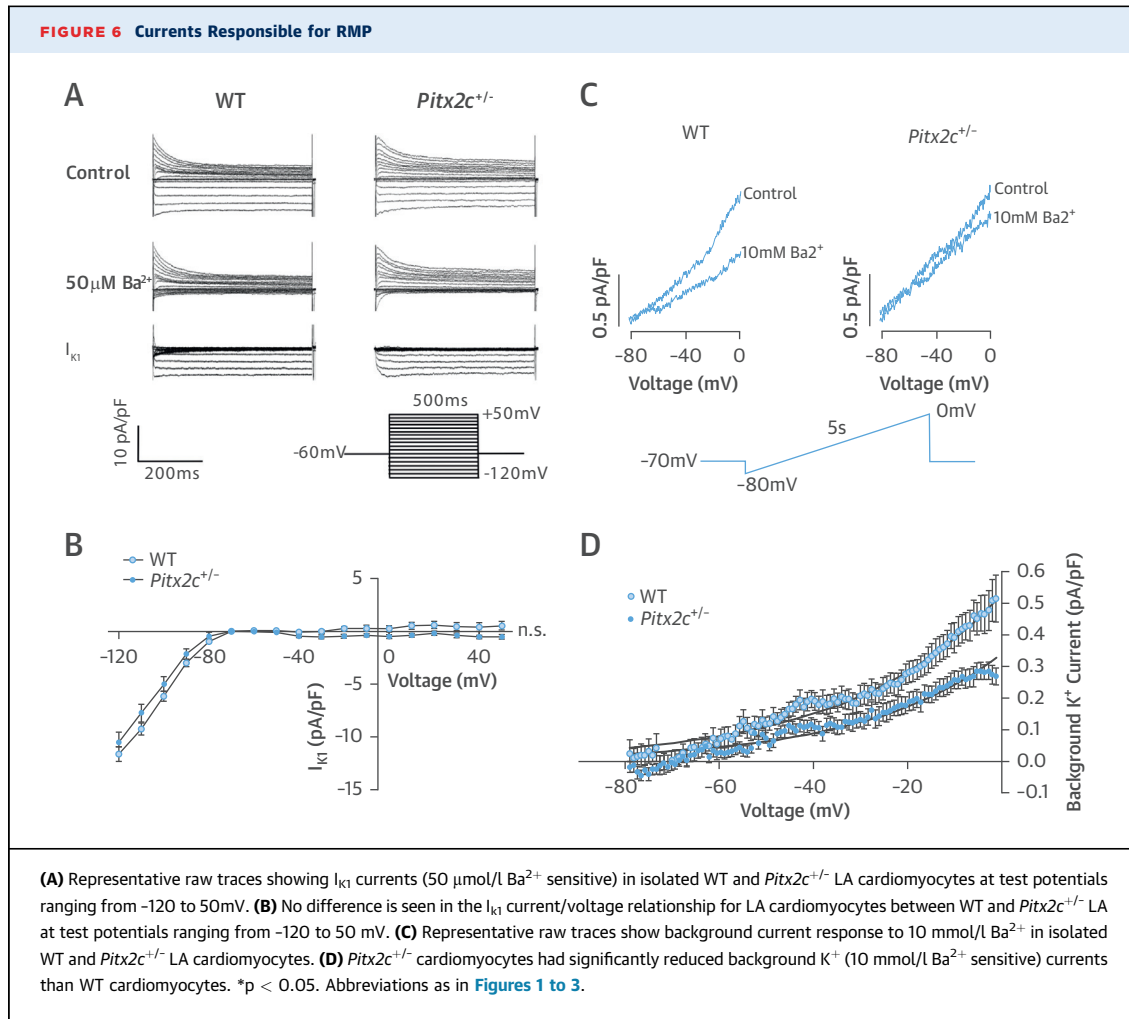 FIGURE 6 Currents Responsible for RMP
A
WT
Pitx2c+/-
Control
50μM Ba2+
IK1
10 pA/pF
200ms
500ms
+50mV
-60mV
-120mV
B
WT
Pitx2c+/-
5
n.s.
-120
-80
-40
0
40
Voltage (mV)
-5
-10
-15
IK1 (pA/pF)
C
WT
Pitx2c+/-
Control
10mM Ba2+
Control
10mM Ba2+
0.5 pA/pF
0.5 pA/pF
-80
-40
0
-80
-40
0
Voltage (mV)
Voltage (mV)
0mV
5s
-70mV
-80mV
D
WT
Pitx2c+/-
0.6
0.5
0.4
0.3
0.2
0.1
0.0
-0.1
Background K+ Current (pA/pF)
-80
-60
-40
-20
Voltage (mV)
(A) Representative raw traces showing IK1 currents (50 μmol/l Ba2+ sensitive) in isolated WT and Pitx2c+/- LA cardiomyocytes at test potentials
ranging from -120 to 50mV. (B) No difference is seen in the Ik1 current/voltage relationship for LA cardiomyocytes between WT and Pitx2c+/- LA
at test potentials ranging from -120 to 50 mV. (C) Representative raw traces show background current response to 10 mmol/l Ba2+ in isolated
WT and Pitx2c+/- LA cardiomyocytes. (D) Pitx2c+/- cardiomyocytes had significantly reduced background K+ (10 mmol/l Ba2+ sensitive) currents
than WT cardiomyocytes. *p < 0.05. Abbreviations as in Figures 1 to 3.